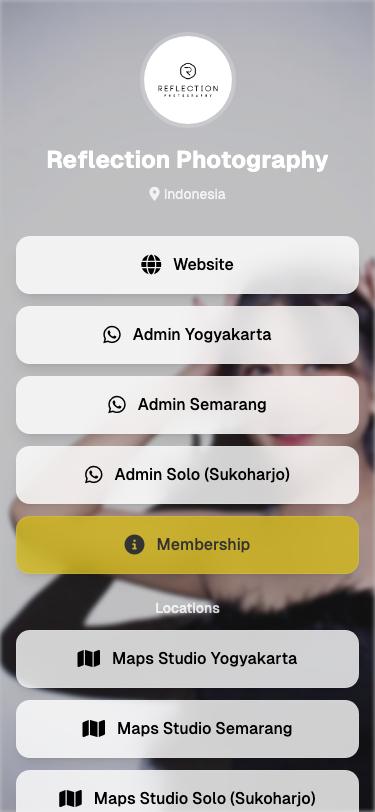 REFLECTION
PHOTOGRAPHY
Reflection Photography
Indonesia
Website
Admin Yogyakarta
Admin Semarang
Admin Solo (Sukoharjo)
Membership
Locations
Maps Studio Yogyakarta
Maps Studio Semarang
Maps Studio Solo (Sukoharjo)